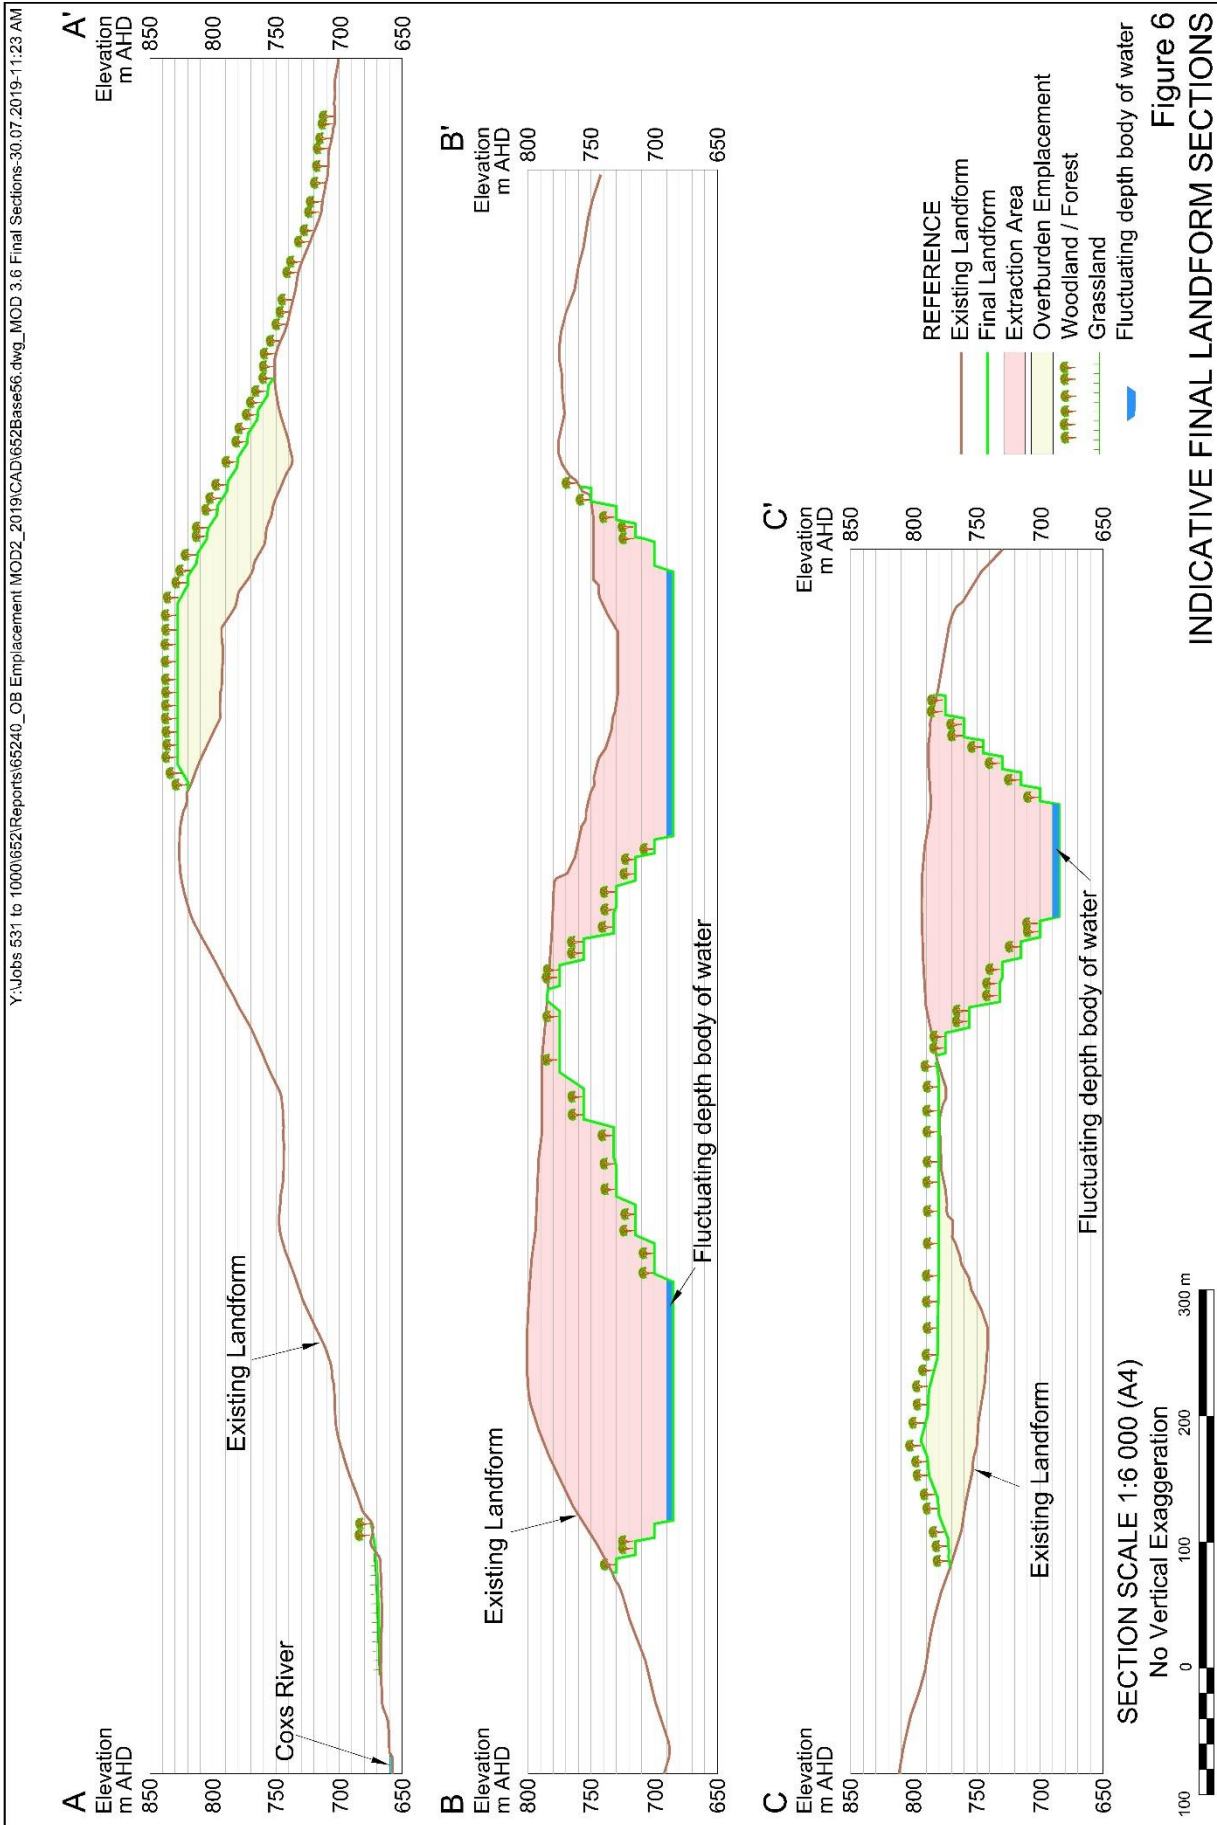 Y:\Jobs 531 to 1000\652\Reports\65240_OB Emplacement MOD2_2019\CAD\652Base56.dwg_MOD 3.6 Final Sections-30.07.2019-11:23 AM
A
A'
Elevation
m AHD
850
800
750
700
650
Elevation
m AHD
850
800
750
700
650
Coxs River
Existing Landform
B
B'
Elevation
m AHD
800
750
700
650
Elevation
m AHD
800
750
700
650
Existing Landform
Fluctuating depth body of water
C
C'
Elevation
m AHD
850
800
750
700
650
Elevation
m AHD
850
800
750
700
650
Existing Landform
Fluctuating depth body of water
REFERENCE
Existing Landform
Final Landform
Extraction Area
Overburden Emplacement
Woodland / Forest
Grassland
Fluctuating depth body of water
SECTION SCALE 1:6 000 (A4)
No Vertical Exaggeration
100 0 100 200 300 m
Figure 6
INDICATIVE FINAL LANDFORM SECTIONS